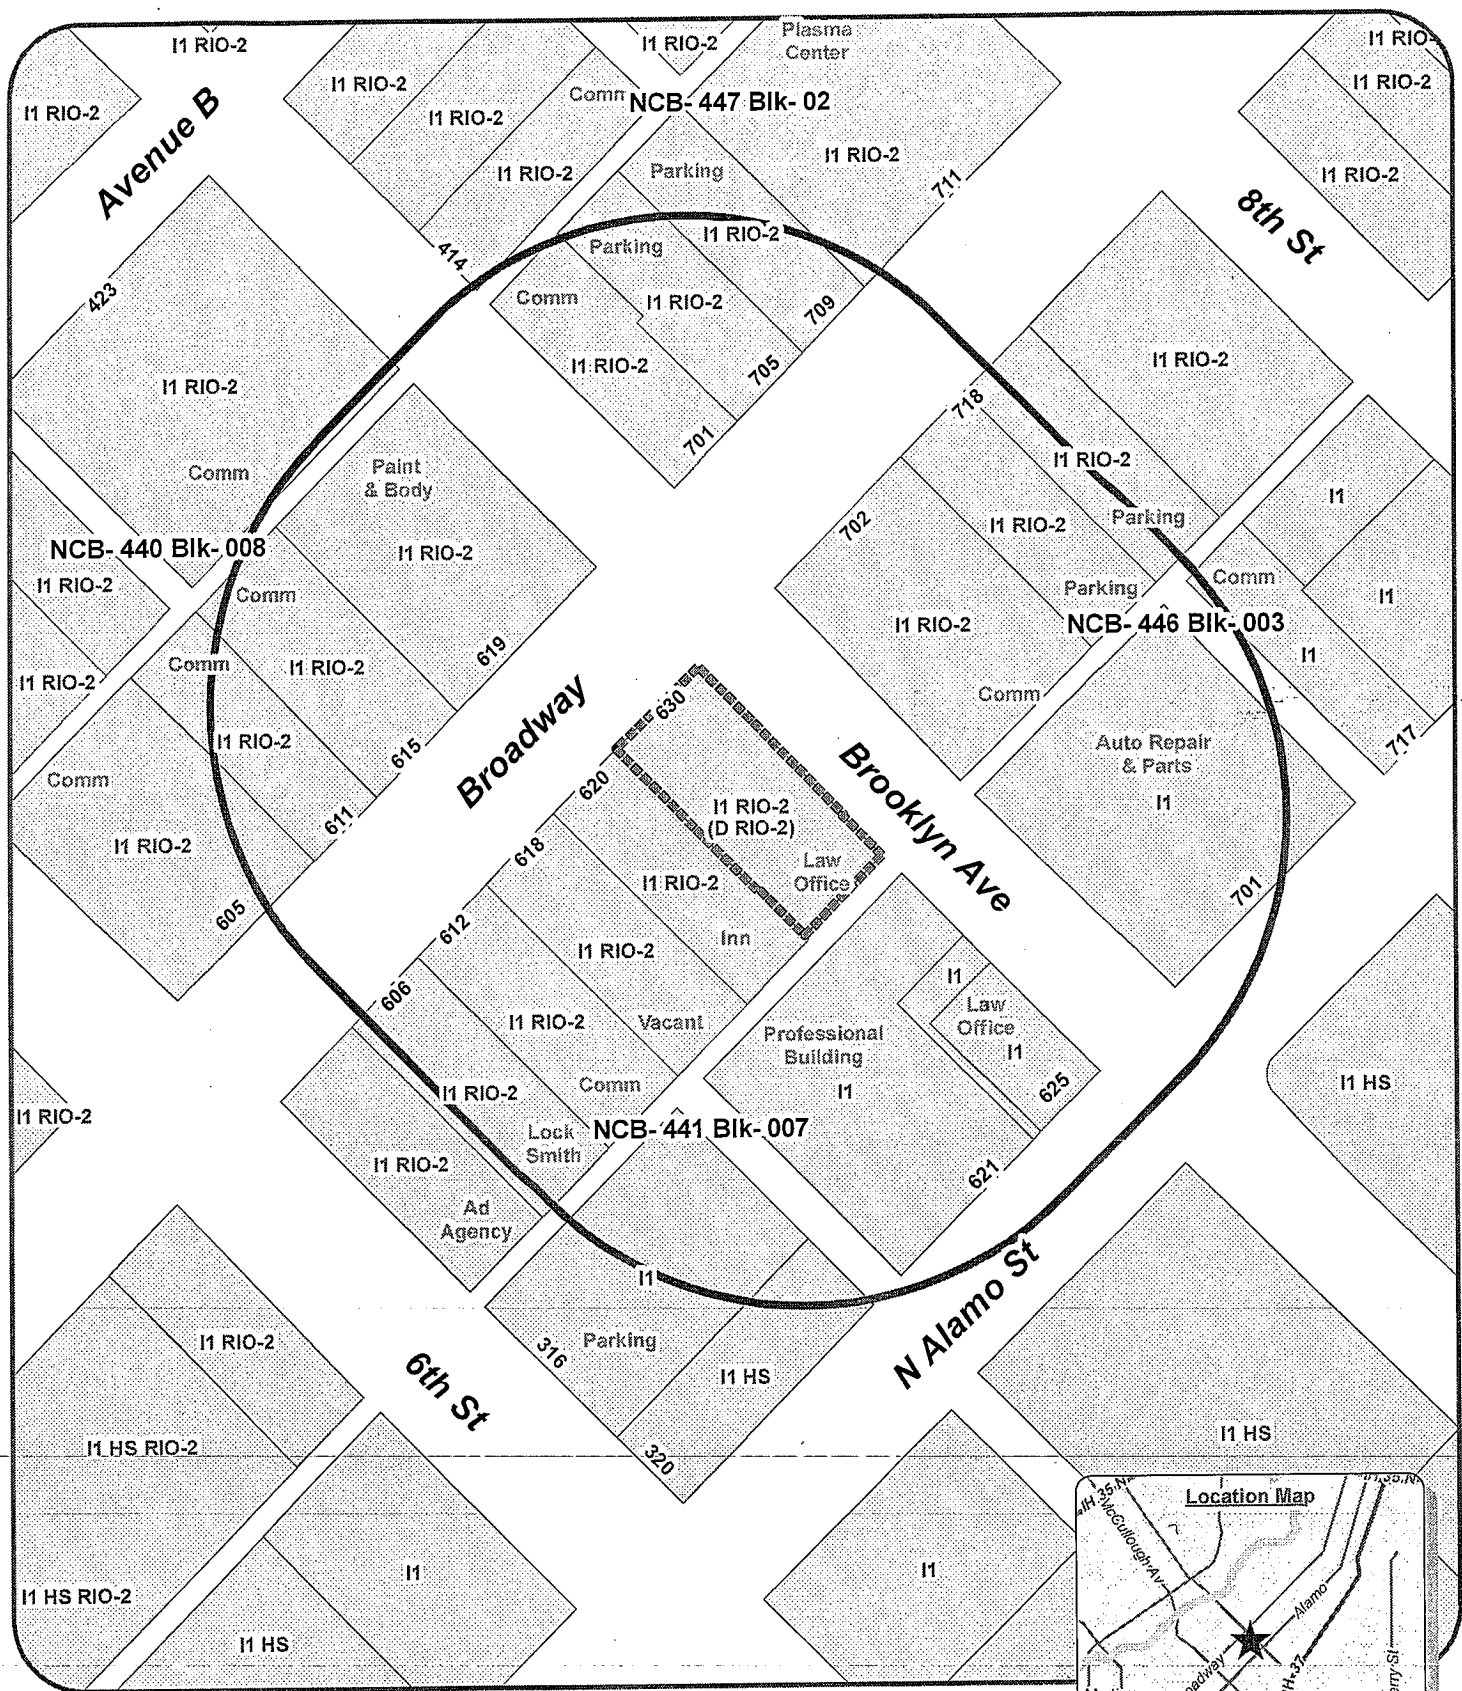 I1 RIO-2
I1 RIO-2
Plasma
Center
I1 RIO-2
I1 RIO-2
I1 RIO-2
I1 RIO-2
Comm
NCB- 447 Blk- 02
I1 RIO-2
I1 RIO-2
I1 RIO-2
I1 RIO-2
I1 RIO-2
Avenue B
Parking
711
8th St
414
Parking
I1 RIO-2
423
Comm
I1 RIO-2
709
I1 RIO-2
I1 RIO-2
705
I1 RIO-2
718
701
Comm
Paint
& Body
I1 RIO-2
I1
702
I1 RIO-2
Parking
NCB- 440 Blk- 008
I1 RIO-2
I1 RIO-2
Comm
Parking
Comm
I1
I1 RIO-2
NCB- 446 Blk- 003
619
Comm
I1 RIO-2
I1
I1 RIO-2
Comm
630
Broadway
I1 RIO-2
615
Brooklyn Ave
Auto Repair
& Parts
I1
717
Comm
620
I1 RIO-2
(D RIO-2)
611
I1 RIO-2
618
Law
Office
I1 RIO-2
701
605
612
Inn
I1 RIO-2
606
I1
Law
Office
I1
I1 RIO-2
Vacant
Professional
Building
I1
625
I1 HS
I1 RIO-2
I1 RIO-2
Comm
NCB- 441 Blk- 007
Lock
Smith
I1 RIO-2
621
Ad
Agency
I1
N Alamo St
I1 RIO-2
316
Parking
I1 HS
6th St
I1 HS RIO-2
320
I1 HS
I1 HS RIO-2
I1
I1
I1 HS
Location Map
IH 35 N
McCullough Av
Alamo
IH-37